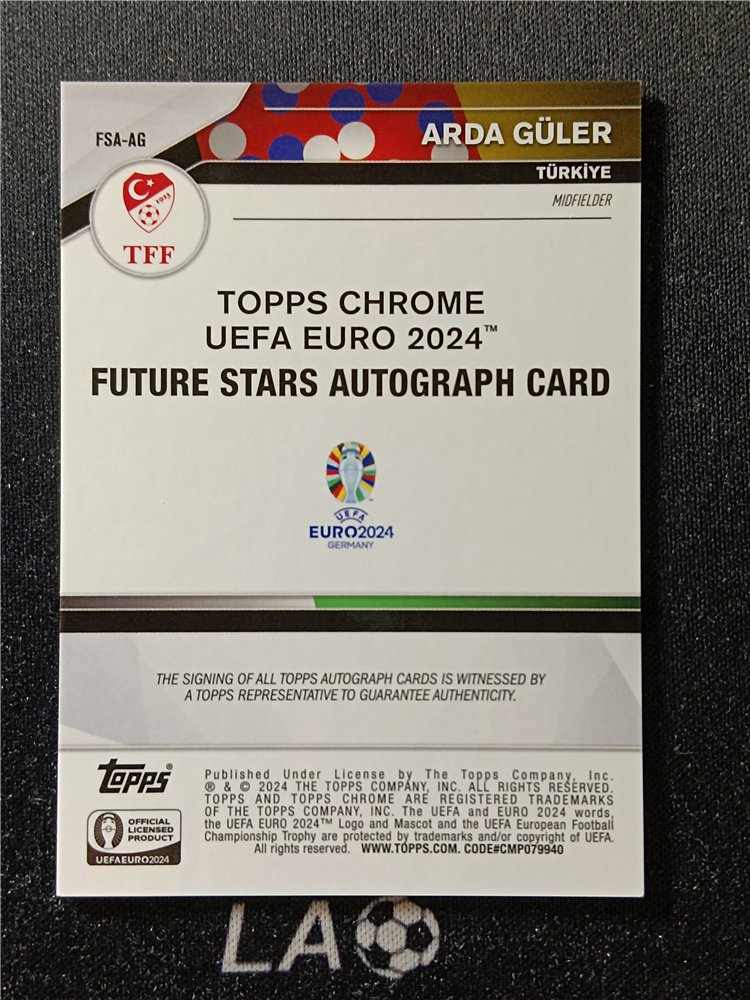 FSA-AG
ARDA GÜLER
TÜRKİYE
MIDFIELDER
1923
TFF
TOPPS CHROME
UEFA EURO 2024™
FUTURE STARS AUTOGRAPH CARD
UEFA
EURO2024
GERMANY
THE SIGNING OF ALL TOPPS AUTOGRAPH CARDS IS WITNESSED BY
A TOPPS REPRESENTATIVE TO GUARANTEE AUTHENTICITY.
topps®
OFFICIAL
LICENSED
PRODUCT
UEFAEURO2024
Published Under License by The Topps Company, Inc.
® & © 2024 THE TOPPS COMPANY, INC. ALL RIGHTS RESERVED.
TOPPS AND TOPPS CHROME ARE REGISTERED TRADEMARKS
OF THE TOPPS COMPANY, INC. The UEFA and EURO 2024 words,
the UEFA EURO 2024™ Logo and Mascot and the UEFA European Football
Championship Trophy are protected by trademarks and/or copyright of UEFA.
All rights reserved. WWW.TOPPS.COM. CODE#CMP079940
LAO